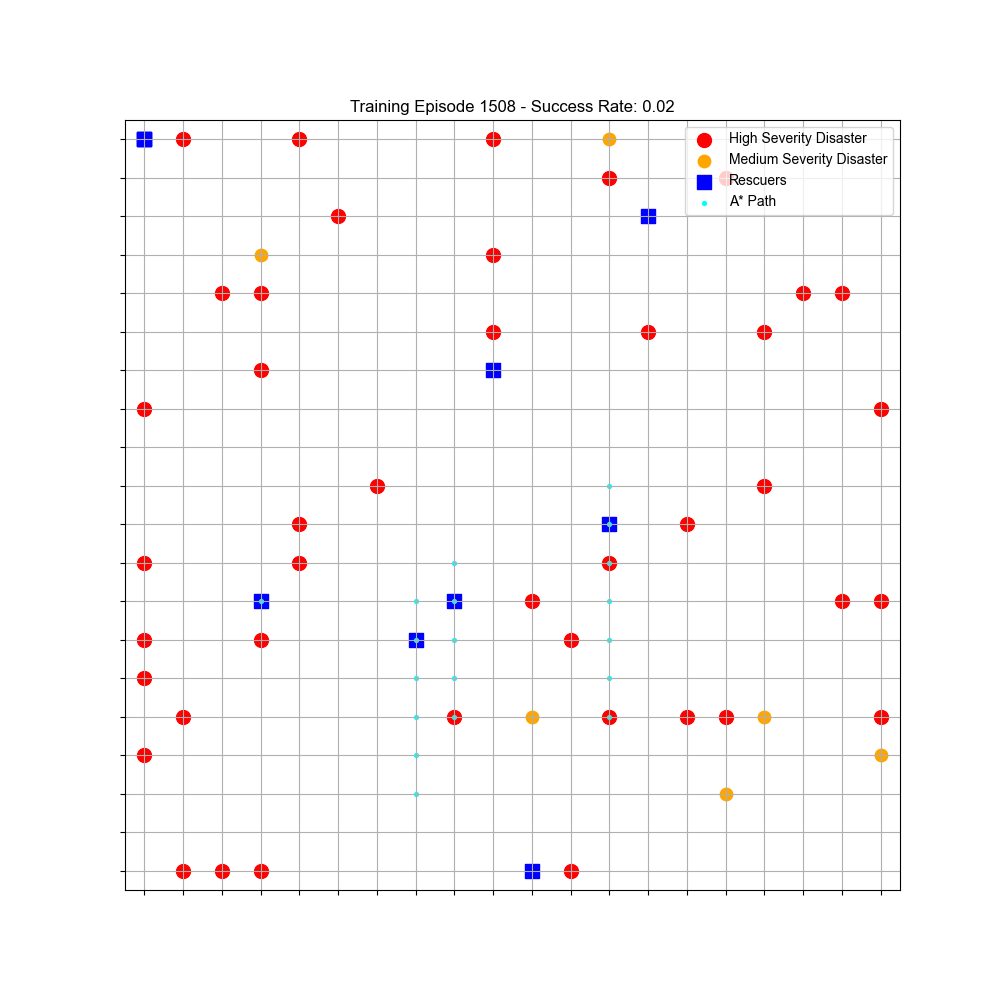 Training Episode 1508 - Success Rate: 0.02
High Severity Disaster
Medium Severity Disaster
Rescuers
A* Path